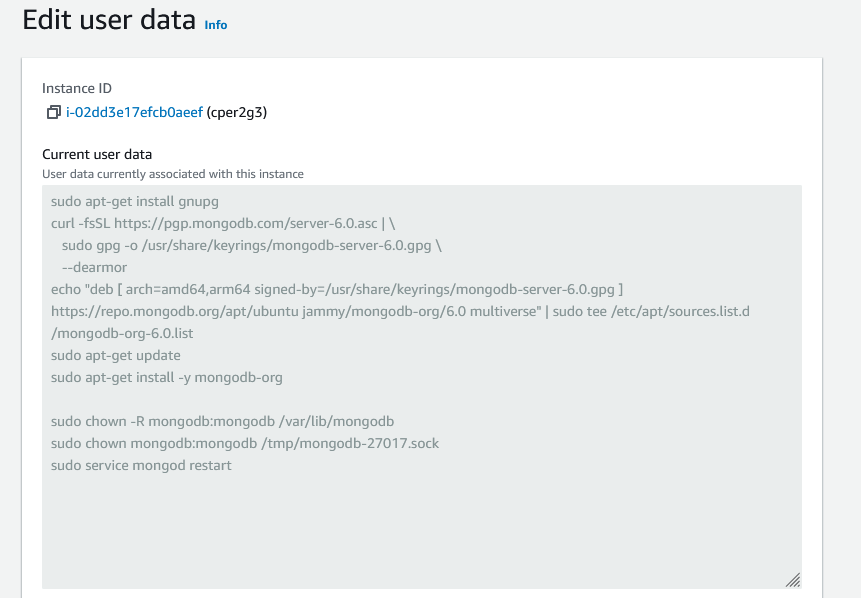 Edit user data Info
Instance ID
i-02dd3e17efcb0aeef (cper2g3)
Current user data
User data currently associated with this instance
sudo apt-get install gnupg
curl -fsSL https://pgp.mongodb.com/server-6.0.asc | \
   sudo gpg -o /usr/share/keyrings/mongodb-server-6.0.gpg \
   --dearmor
echo "deb [ arch=amd64,arm64 signed-by=/usr/share/keyrings/mongodb-server-6.0.gpg ]
https://repo.mongodb.org/apt/ubuntu jammy/mongodb-org/6.0 multiverse" | sudo tee /etc/apt/sources.list.d
/mongodb-org-6.0.list
sudo apt-get update
sudo apt-get install -y mongodb-org
sudo chown -R mongodb:mongodb /var/lib/mongodb
sudo chown mongodb:mongodb /tmp/mongodb-27017.sock
sudo service mongod restart